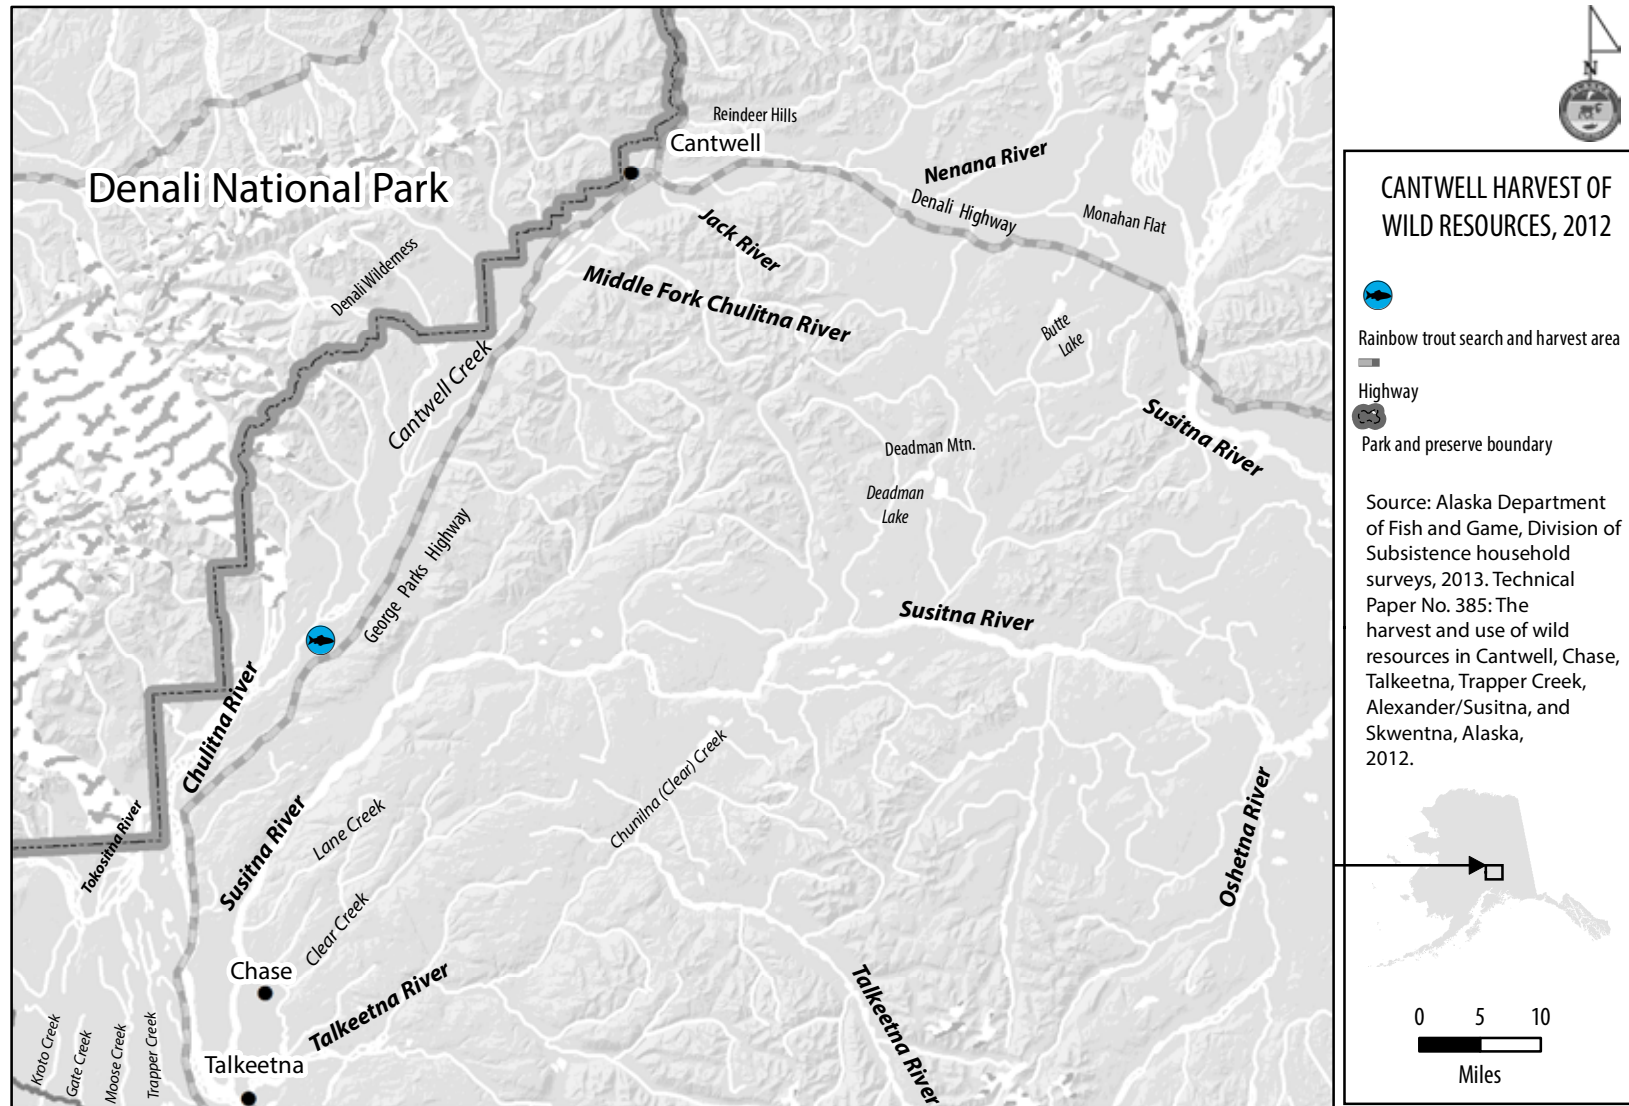 Reindeer Hills
Cantwell
Denali National Park
Nenana River
Denali Highway
Monahan Flat
Jack River
Denali Wilderness
Middle Fork Chulitna River
Butte
Lake
Cantwell Creek
Susitna River
Deadman Mtn.
Deadman
Lake
George Parks Highway
Susitna River
Chulitna River
Chunilna (Clear) Creek
Oshetna River
Tokositna River
Susitna River
Lane Creek
Clear Creek
Chase
Talkeetna River
Talkeetna River
Kroto Creek
Gate Creek
Moose Creek
Trapper Creek
Talkeetna
N
CANTWELL HARVEST OF
WILD RESOURCES, 2012
Rainbow trout search and harvest area
Highway
Park and preserve boundary
Source: Alaska Department
of Fish and Game, Division of
Subsistence household
surveys, 2013. Technical
Paper No. 385: The
harvest and use of wild
resources in Cantwell, Chase,
Talkeetna, Trapper Creek,
Alexander/Susitna, and
Skwentna, Alaska,
2012.
0 5 10
Miles